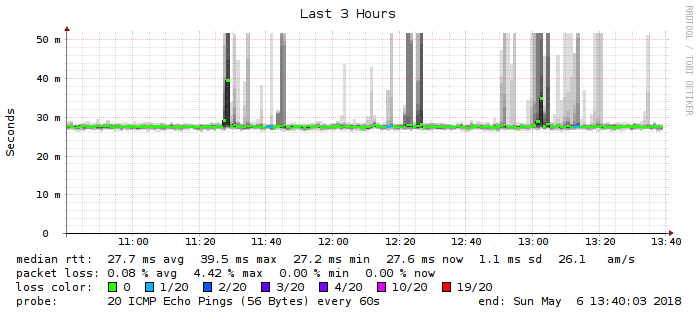 Last 3 Hours
RRDTOOL / TOBI OETIKER
Seconds
50 m
40 m
30 m
20 m
10 m
0
11:00 11:20 11:40 12:00 12:20 12:40 13:00 13:20 13:40
median rtt: 27.7 ms avg 39.5 ms max 27.2 ms min 27.6 ms now 1.1 ms sd 26.1 am/s
packet loss: 0.08 % avg 4.42 % max 0.00 % min 0.00 % now
loss color: 0 1/20 2/20 3/20 4/20 10/20 19/20
probe: 20 ICMP Echo Pings (56 Bytes) every 60s end: Sun May 6 13:40:03 2018